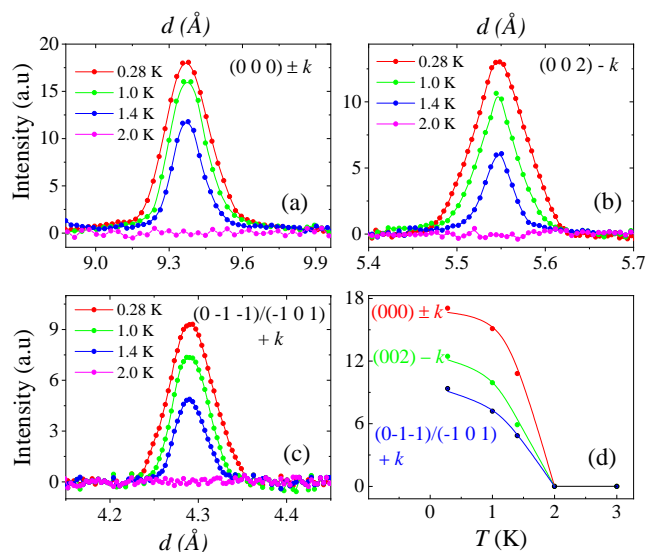 d (Å)
d (Å)
Intensity (a.u)
20
15
10
5
0
0.28 K
1.0 K
1.4 K
2.0 K
(0 0 0) ± k
(a)
9.0
9.3
9.6
9.9
10
5
0
0.28 K
1.0 K
1.4 K
2.0 K
(0 0 2) - k
(b)
5.4
5.5
5.6
5.7
Intensity (a.u)
9
6
3
0
0.28 K
1.0 K
1.4 K
2.0 K
(0 -1 -1)/(-1 0 1)
+ k
(c)
4.2
4.3
4.4
d (Å)
18
12
6
0
(000) ± k
(002) − k
(0-1-1)/(-1 0 1)
+ k
(d)
0
1
2
3
T (K)